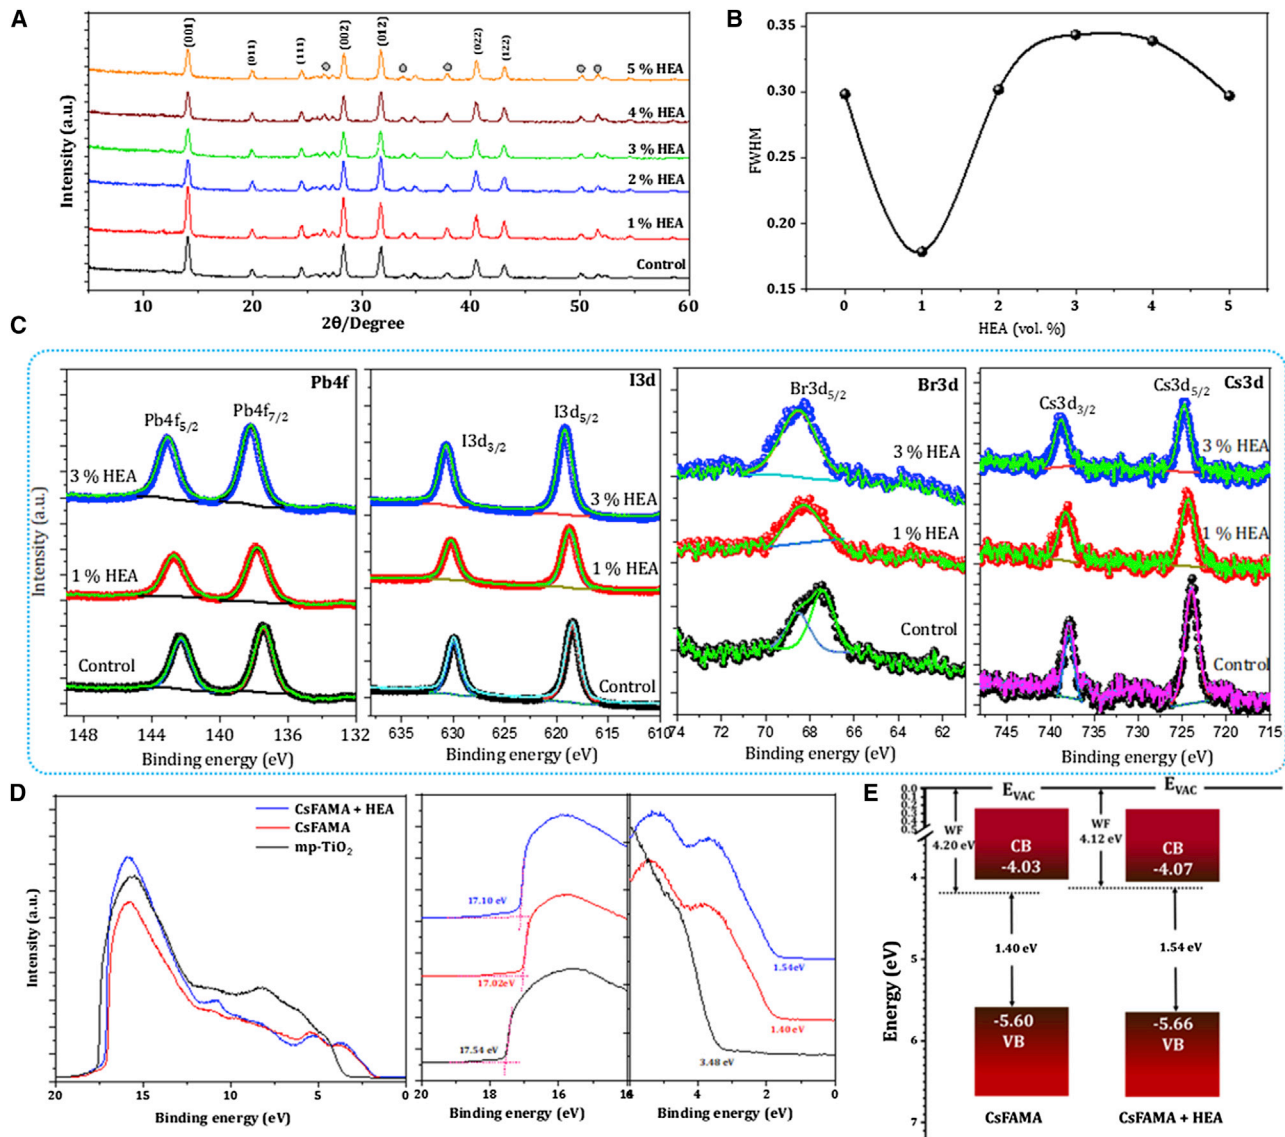 A
(001)
(011)
(111)
(002)
(012)
(022)
(122)
5 % HEA
4 % HEA
3 % HEA
2 % HEA
1 % HEA
Control
Intensity (a.u.)
10
20
30
40
50
60
2θ/Degree
B
0.35
0.30
0.25
0.20
0.15
FWHM
0
1
2
3
4
5
HEA (vol. %)
C
Intensity (a.u.)
Pb4f
Pb4f5/2
Pb4f7/2
3 % HEA
1 % HEA
Control
148
144
140
136
132
Binding energy (eV)
I3d
I3d3/2
I3d5/2
3 % HEA
1 % HEA
Control
635
630
625
620
615
610
Binding energy (eV)
Br3d
Br3d5/2
3 % HEA
1 % HEA
Control
74
72
70
68
66
64
62
Binding energy (eV)
Cs3d
Cs3d3/2
Cs3d5/2
3 % HEA
1 % HEA
Control
745
740
735
730
725
720
715
Binding energy (eV)
D
CsFAMA + HEA
CsFAMA
mp-TiO2
Intensity (a.u.)
20
15
10
5
0
Binding energy (eV)
17.10 eV
17.02eV
17.54 eV
20
18
16
Binding energy (eV)
1.54eV
1.40 eV
3.48 eV
4
2
0
Binding energy (eV)
E
EVAC
EVAC
0.0
0.1
0.2
0.3
0.4
0.5
4
5
6
7
Energy (eV)
WF
4.20 eV
CB
-4.03
WF
4.12 eV
CB
-4.07
1.40 eV
1.54 eV
-5.60
VB
-5.66
VB
CsFAMA
CsFAMA + HEA